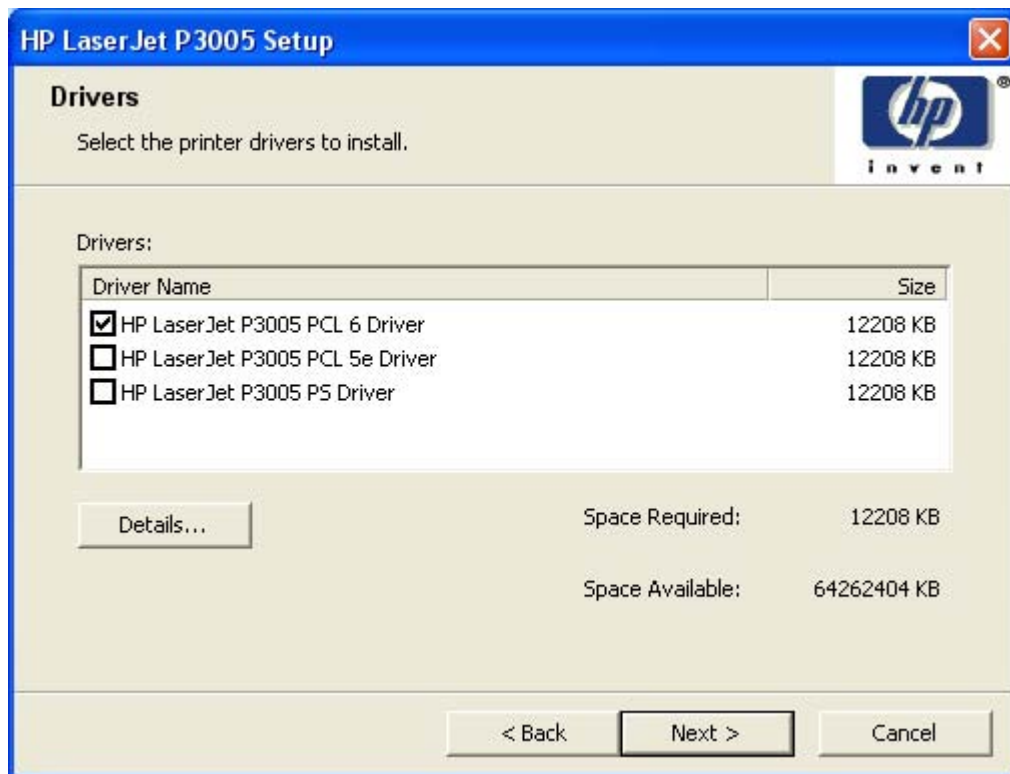 HP LaserJet P3005 Setup
Drivers
Select the printer drivers to install.
hp ®
invent
Drivers:
Driver Name Size
HP LaserJet P3005 PCL 6 Driver 12208 KB
HP LaserJet P3005 PCL 5e Driver 12208 KB
HP LaserJet P3005 PS Driver 12208 KB
Details... Space Required: 12208 KB
Space Available: 64262404 KB
< Back Next > Cancel